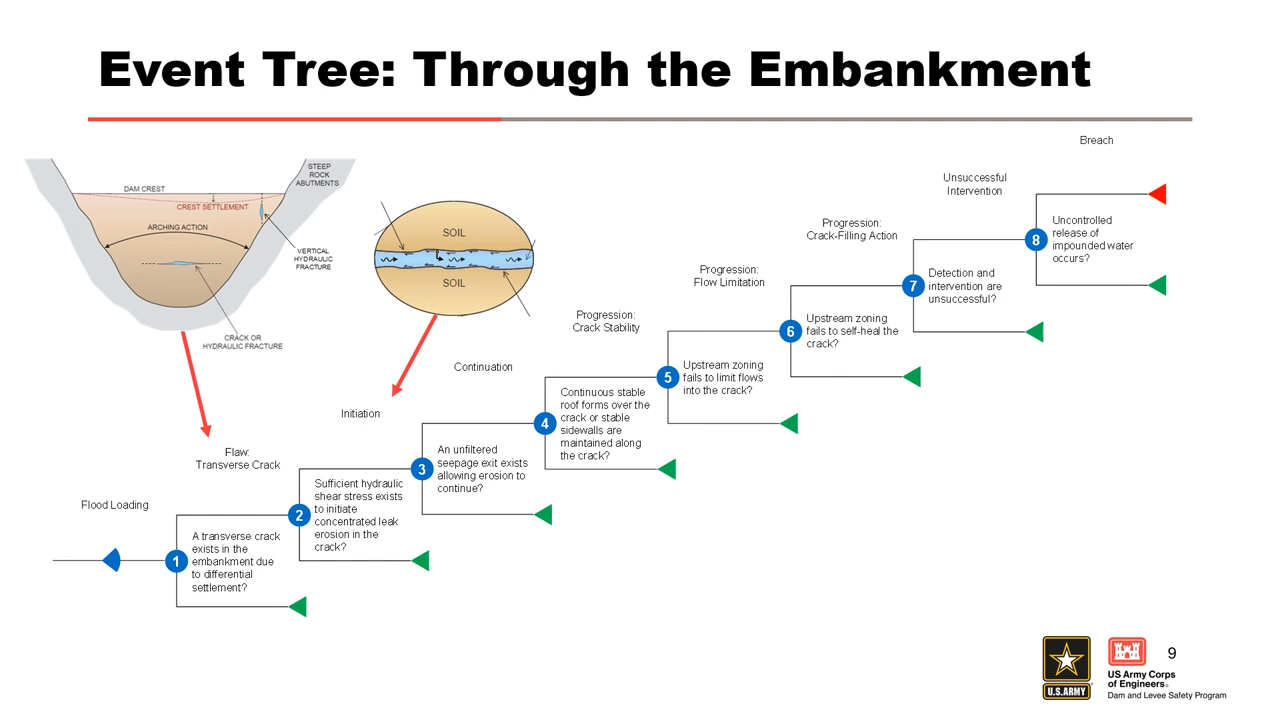 Event Tree: Through the Embankment
Breach
STEEP
ROCK
ABUTMENTS
DAM CREST
CREST SETTLEMENT
ARCHING ACTION
VERTICAL
HYDRAULIC
FRACTURE
CRACK OR
HYDRAULIC FRACTURE
SOIL
SOIL
Flood Loading
Flaw:
Transverse Crack
Initiation
Continuation
Progression:
Crack Stability
Progression:
Flow Limitation
Progression:
Crack-Filling Action
Unsuccessful
Intervention
1
A transverse crack
exists in the
embankment due
to differential
settlement?
2
Sufficient hydraulic
shear stress exists
to initiate
concentrated leak
erosion in the
crack?
3
An unfiltered
seepage exit exists
allowing erosion to
continue?
4
Continuous stable
roof forms over the
crack or stable
sidewalls are
maintained along
the crack?
5
Upstream zoning
fails to limit flows
into the crack?
6
Upstream zoning
fails to self-heal the
crack?
7
Detection and
intervention are
unsuccessful?
8
Uncontrolled
release of
impounded water
occurs?
U.S.ARMY
US Army Corps
of Engineers®
Dam and Levee Safety Program
9